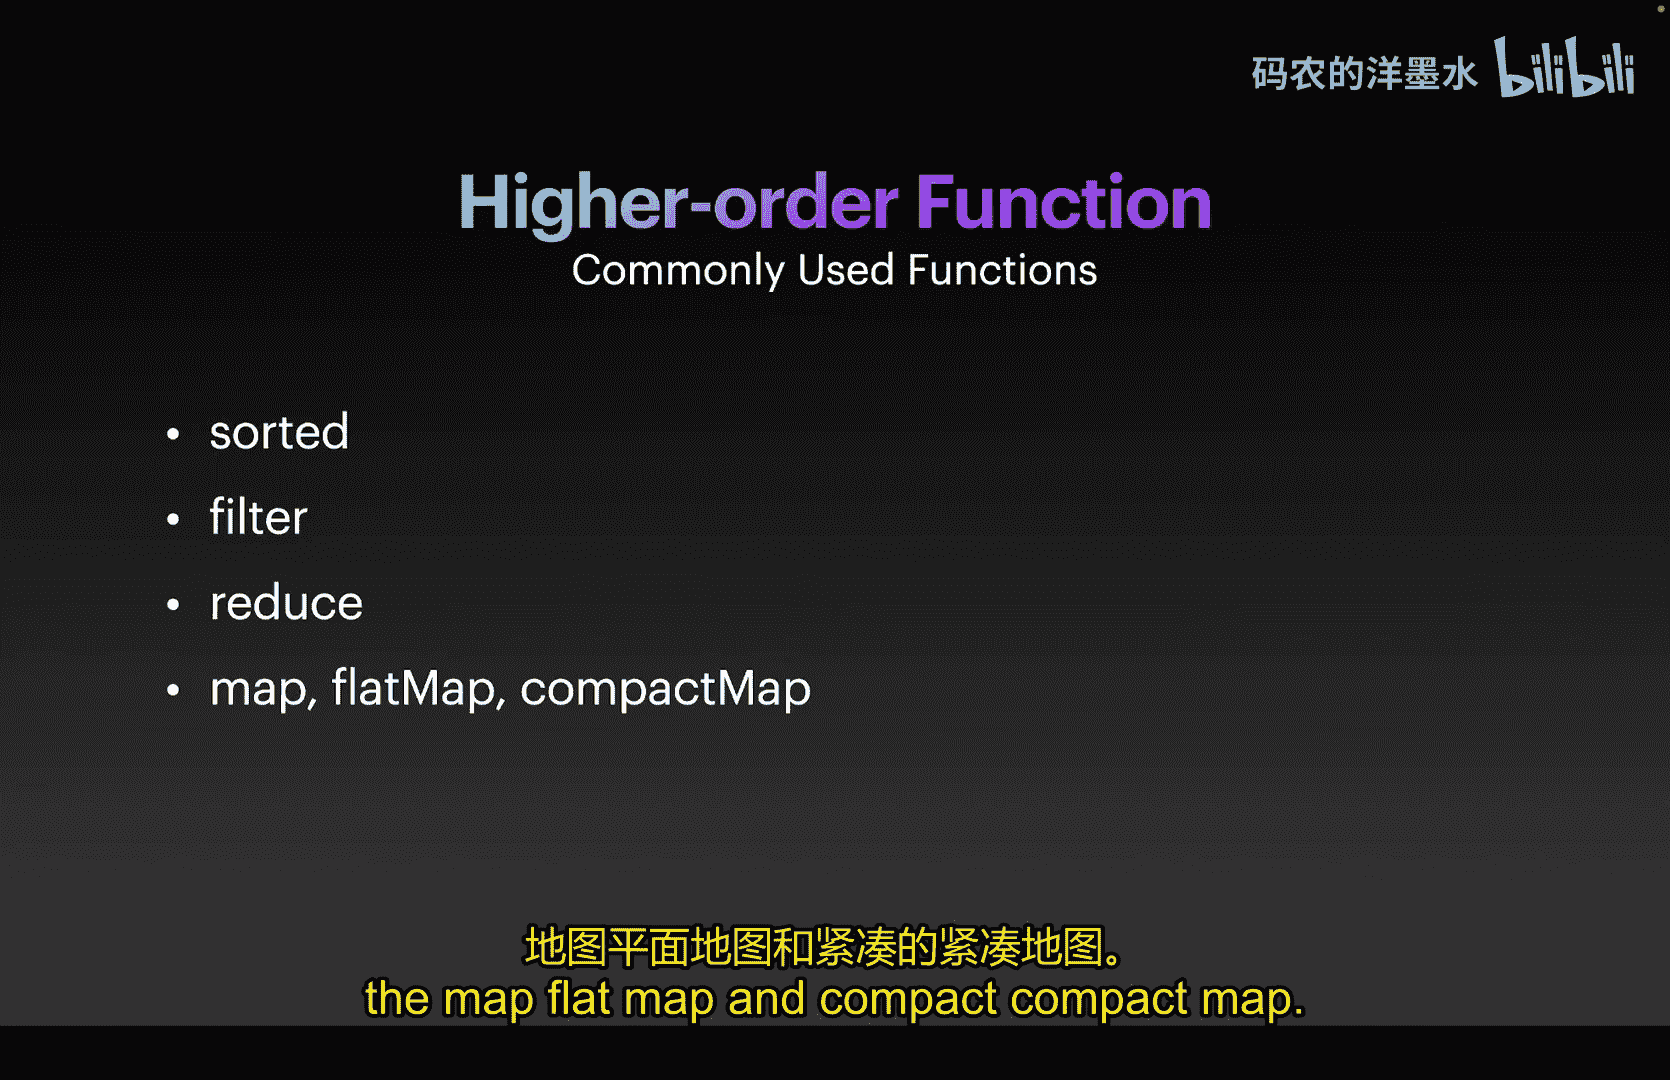 码农的洋墨水 bilibili
Higher-order Function
Commonly Used Functions
• sorted
• filter
• reduce
• map, flatMap, compactMap
地图平面地图和紧凑的紧凑地图。
the map flat map and compact compact map.